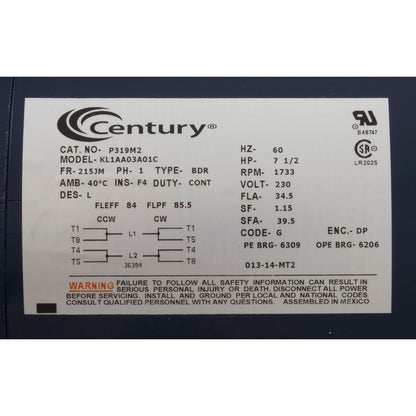 Century®
CAT. NO- P319M2
MODEL- KL1AA03A01C
FR- 215JM PH- 1 TYPE- BDR
AMB- 40°C INS- F4 DUTY- CONT
DES- L
FLEFF 84 FLPF 85.5
CCW CW
T1 L1 T1
T8 T5
T4 L2 T4
T5 T8
36394
HZ- 60
HP- 7 1/2
RPM- 1733
VOLT- 230
FLA- 34.5
SF- 1.15
SFA- 39.5
CODE- G ENC.- DP
PE BRG- 6309 OPE BRG- 6206
013-14-MT2
E49747
SA
LR2025
WARNING FAILURE TO FOLLOW ALL SAFETY INFORMATION CAN RESULT IN
SERIOUS PERSONAL INJURY OR DEATH. DISCONNECT ALL POWER
BEFORE SERVICING. INSTALL AND GROUND PER LOCAL AND NATIONAL CODES
CONSULT QUALIFIED PERSONNEL WITH ANY QUESTIONS. ASSEMBLED IN MEXICO